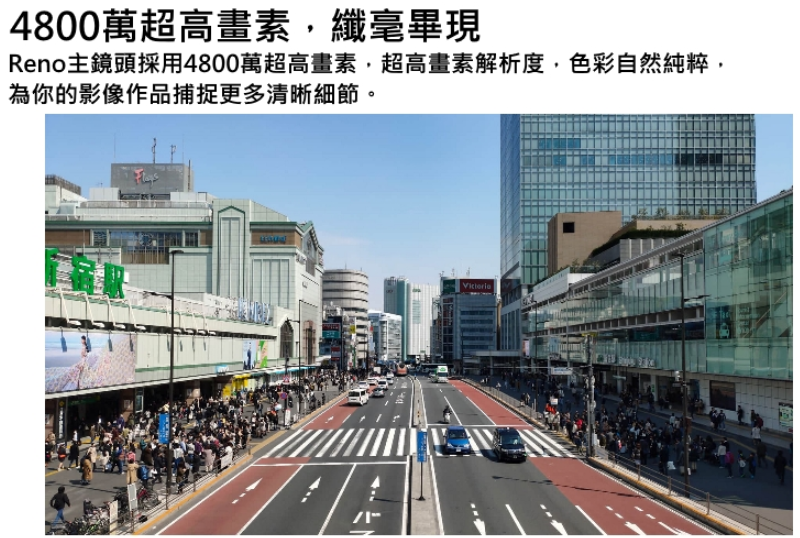 4800萬超高畫素，纖毫畢現
Reno主鏡頭採用4800萬超高畫素，超高畫素解析度，色彩自然純粹，
為你的影像作品捕捉更多清晰細節。
Flags
新宿駅
Victoria